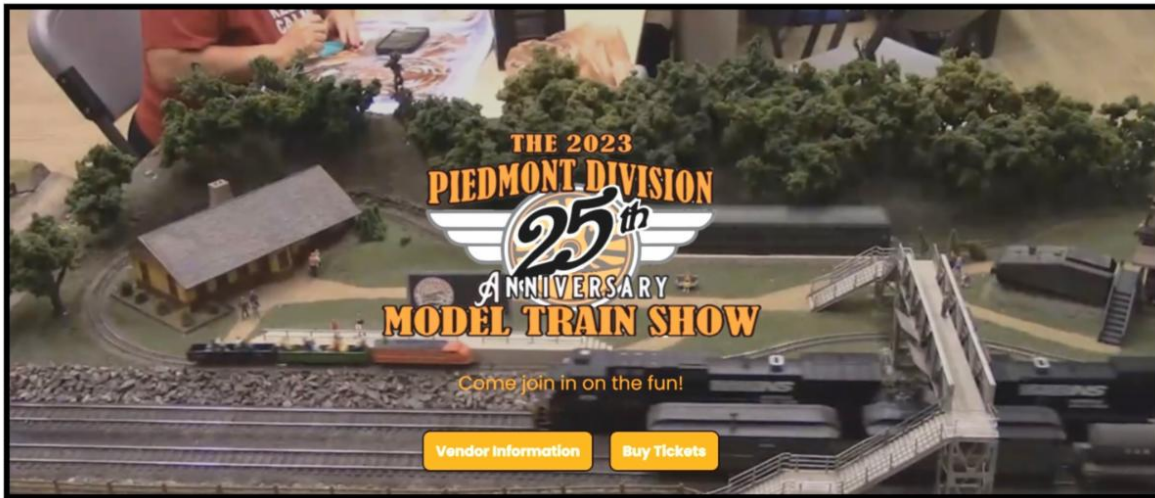 THE 2023
PIEDMONT DIVISION
25th
ANNIVERSARY
MODEL TRAIN SHOW
Come join in on the fun!
Vendor Information
Buy Tickets